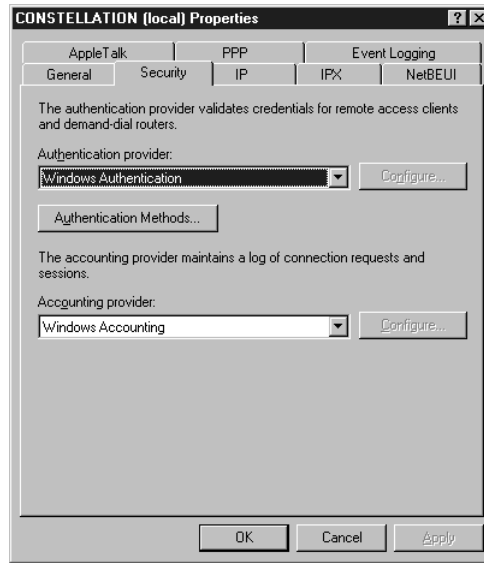 CONSTELLATION (local) Properties
? X
AppleTalk PPP Event Logging
General Security IP IPX NetBEUI
The authentication provider validates credentials for remote access clients
and demand-dial routers.
Authentication provider:
Windows Authentication Configure...
Authentication Methods...
The accounting provider maintains a log of connection requests and
sessions.
Accounting provider:
Windows Accounting Configure...
OK Cancel Apply